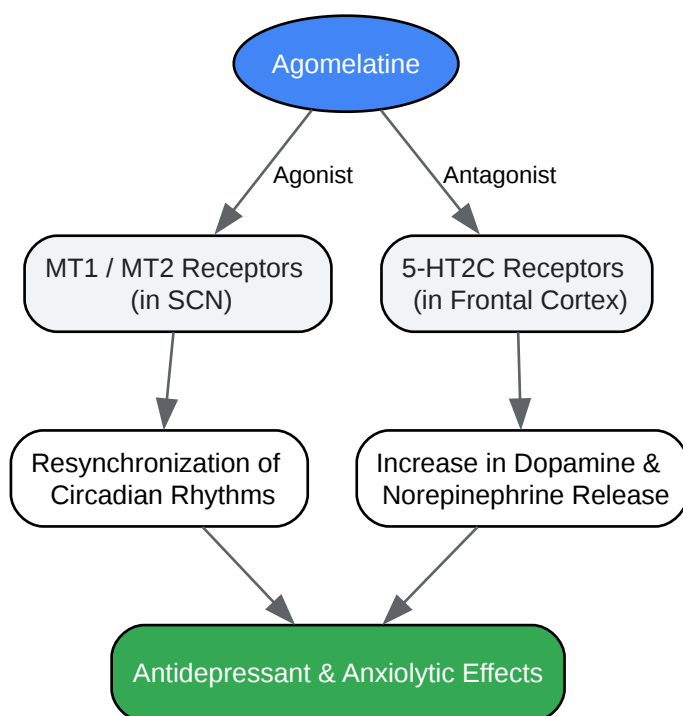 Agomelatine
Agonist
Antagonist
MT1 / MT2 Receptors
(in SCN)
5-HT2C Receptors
(in Frontal Cortex)
Resynchronization of
Circadian Rhythms
Increase in Dopamine &
Norepinephrine Release
Antidepressant & Anxiolytic Effects